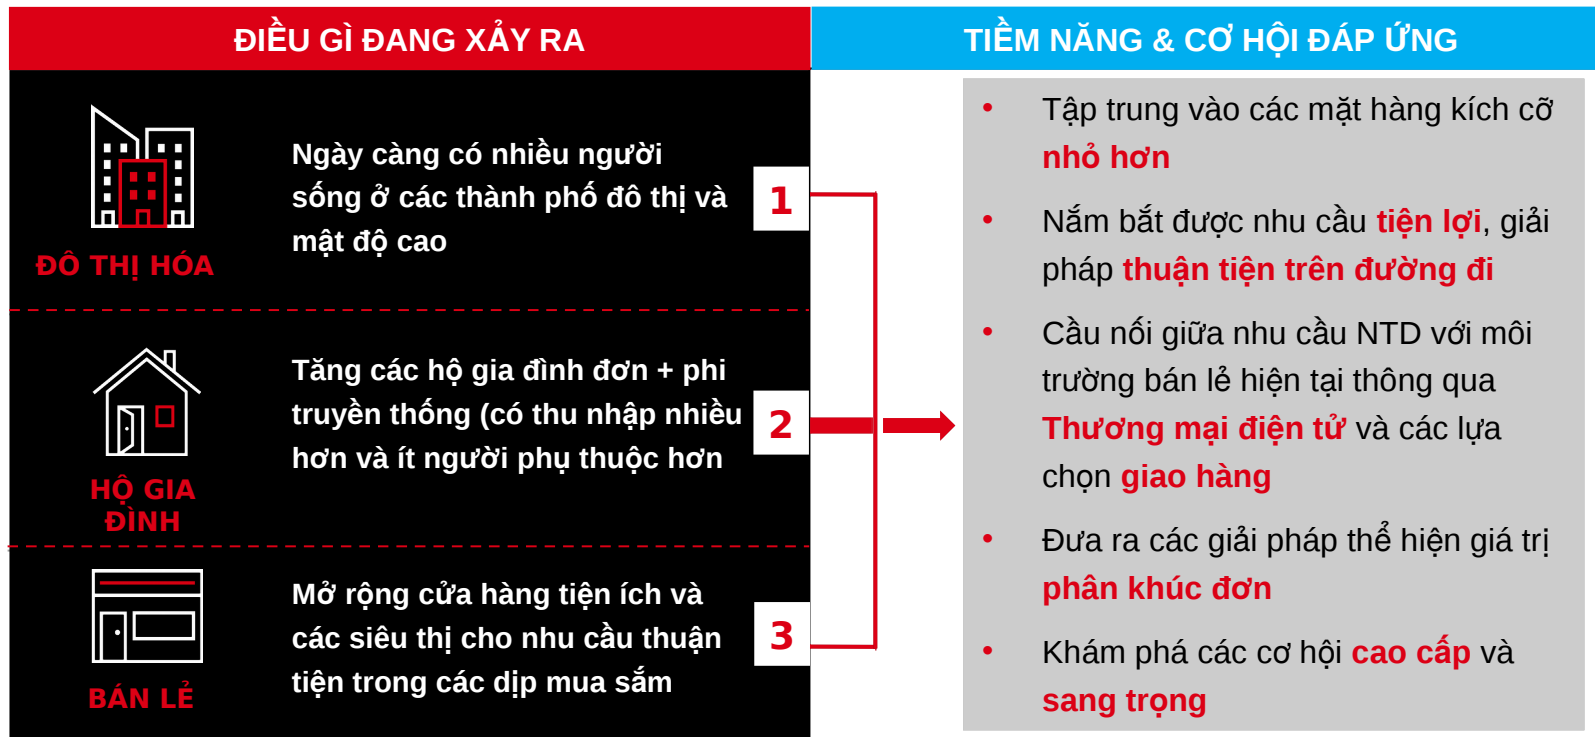 ĐIỀU GÌ ĐANG XẢY RA
TIỀM NĂNG & CƠ HỘI ĐÁP ỨNG
ĐÔ THỊ HÓA
Ngày càng có nhiều người
sống ở các thành phố đô thị và
mật độ cao
1
HỘ GIA
ĐÌNH
Tăng các hộ gia đình đơn + phi
truyền thống (có thu nhập nhiều
hơn và ít người phụ thuộc hơn
2
BÁN LẺ
Mở rộng cửa hàng tiện ích và
các siêu thị cho nhu cầu thuận
tiện trong các dịp mua sắm
3
• Tập trung vào các mặt hàng kích cỡ
nhỏ hơn
• Nắm bắt được nhu cầu tiện lợi, giải
pháp thuận tiện trên đường đi
• Cầu nối giữa nhu cầu NTD với môi
trường bán lẻ hiện tại thông qua
Thương mại điện tử và các lựa
chọn giao hàng
• Đưa ra các giải pháp thể hiện giá trị
phân khúc đơn
• Khám phá các cơ hội cao cấp và
sang trọng